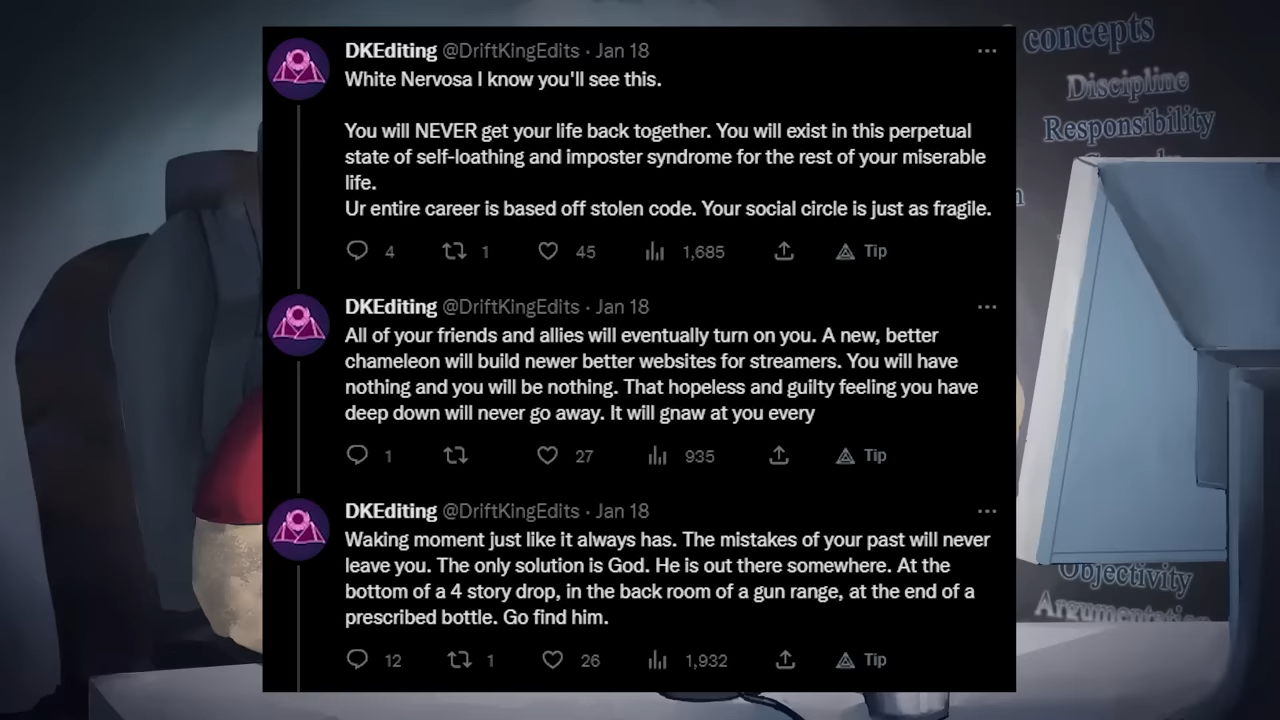 DKEditing @DriftKingEdits · Jan 18
White Nervosa I know you'll see this.
You will NEVER get your life back together. You will exist in this perpetual
state of self-loathing and imposter syndrome for the rest of your miserable
life.
Ur entire career is based off stolen code. Your social circle is just as fragile.
4 1 45 1,685 Tip
DKEditing @DriftKingEdits · Jan 18
All of your friends and allies will eventually turn on you. A new, better
chameleon will build newer better websites for streamers. You will have
nothing and you will be nothing. That hopeless and guilty feeling you have
deep down will never go away. It will gnaw at you every
1 27 935 Tip
DKEditing @DriftKingEdits · Jan 18
Waking moment just like it always has. The mistakes of your past will never
leave you. The only solution is God. He is out there somewhere. At the
bottom of a 4 story drop, in the back room of a gun range, at the end of a
prescribed bottle. Go find him.
12 1 26 1,932 Tip
concepts
Discipline
Responsibility
Objectivity